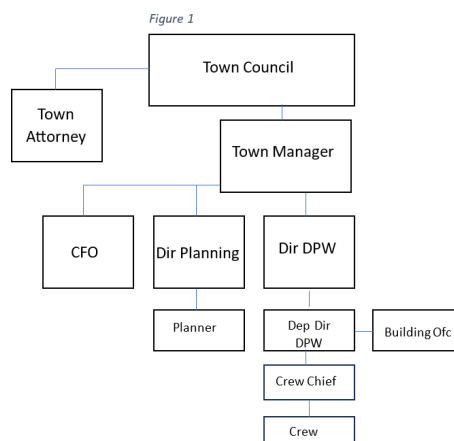 Figure 1
Town Council
Town
Attorney
Town Manager
CFO
Dir Planning
Dir DPW
Planner
Dep Dir
DPW
Building Ofc
Crew Chief
Crew